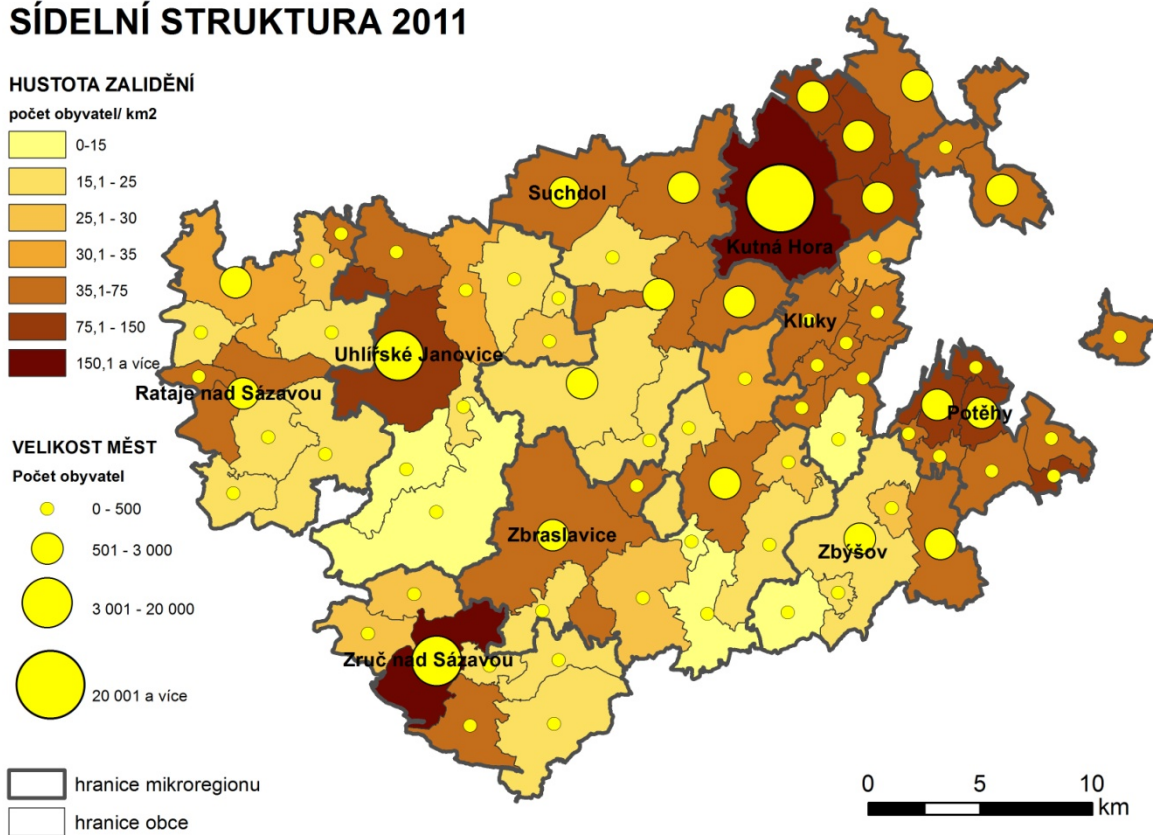 SÍDELNÍ STRUKTURA 2011
HUSTOTA ZALIDĚNÍ
počet obyvatel/ km2
0-15
15,1 - 25
25,1 - 30
30,1 - 35
35,1-75
75,1 - 150
150,1 a více
VELIKOST MĚST
Počet obyvatel
0 - 500
501 - 3 000
3 001 - 20 000
20 001 a více
hranice mikroregionu
hranice obce
Suchdol
Kutná Hora
Kluky
Uhlířské Janovice
Rataje nad Sázavou
Potěhy
Zbraslavice
Zbýšov
Zruč nad Sázavou
0 5 10
km